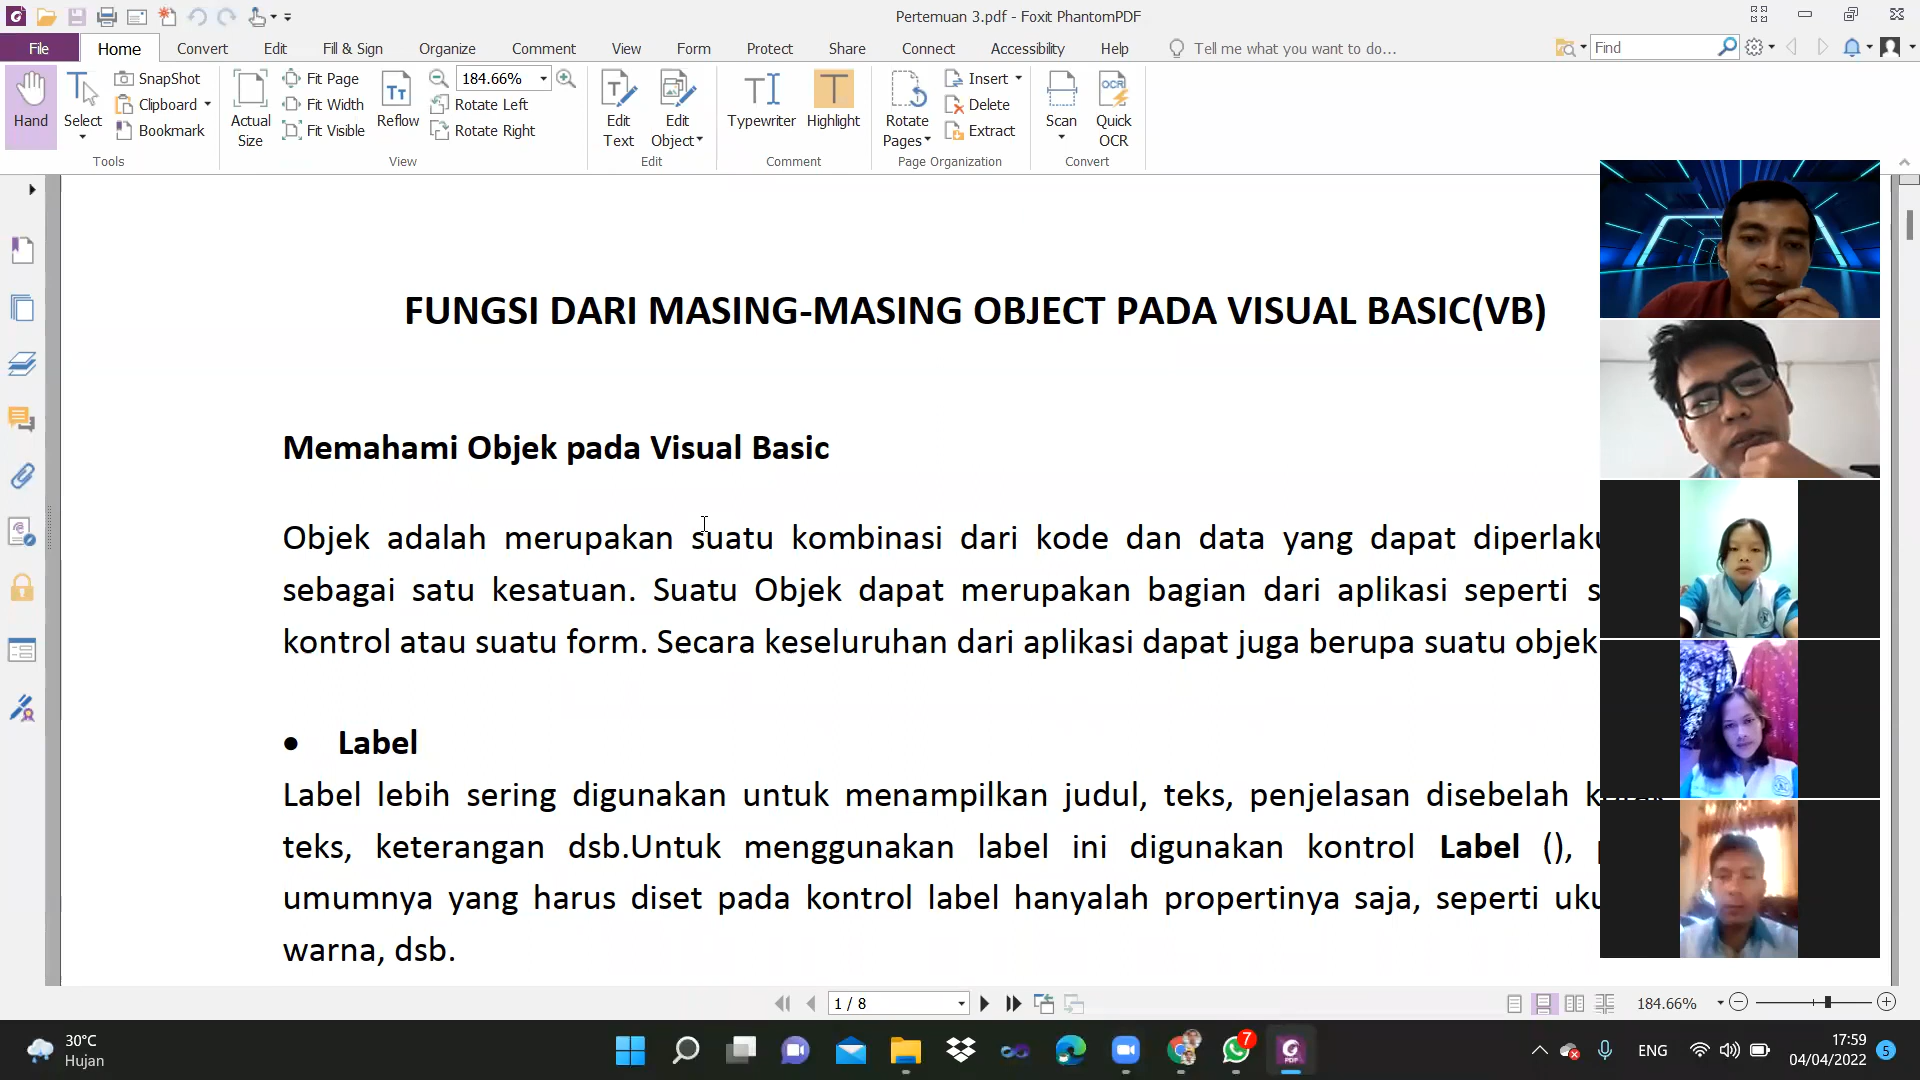 Pertemuan 3.pdf - Foxit PhantomPDF
File Home Convert Edit Fill & Sign Organize Comment View Form Protect Share Connect Accessibility Help Tell me what you want to do... Find
Hand
Select
SnapShot
Clipboard
Bookmark
Tools
Actual Size
Fit Page
Fit Width
Fit Visible
Reflow
184.66%
Rotate Left
Rotate Right
View
Edit Text
Edit Object
Edit
Typewriter
Highlight
Comment
Rotate Pages
Insert
Delete
Extract
Page Organization
Scan
OCR
Quick OCR
Convert
FUNGSI DARI MASING-MASING OBJECT PADA VISUAL BASIC(VB)
Memahami Objek pada Visual Basic
Objek adalah merupakan suatu kombinasi dari kode dan data yang dapat
sebagai satu kesatuan. Suatu Objek dapat merupakan bagian dari aplikasi seperti
kontrol atau suatu form. Secara keseluruhan dari aplikasi dapat juga berupa suatu objek
• Label
Label lebih sering digunakan untuk menampilkan judul, teks, penjelasan disebelah
teks, keterangan dsb.Untuk menggunakan label ini digunakan kontrol Label (),
umumnya yang harus diset pada kontrol label hanyalah propertinya saja, seperti
warna, dsb.
1 / 8
184.66%
30°C
Hujan
7
PDF
ENG
17:59
04/04/2022
5